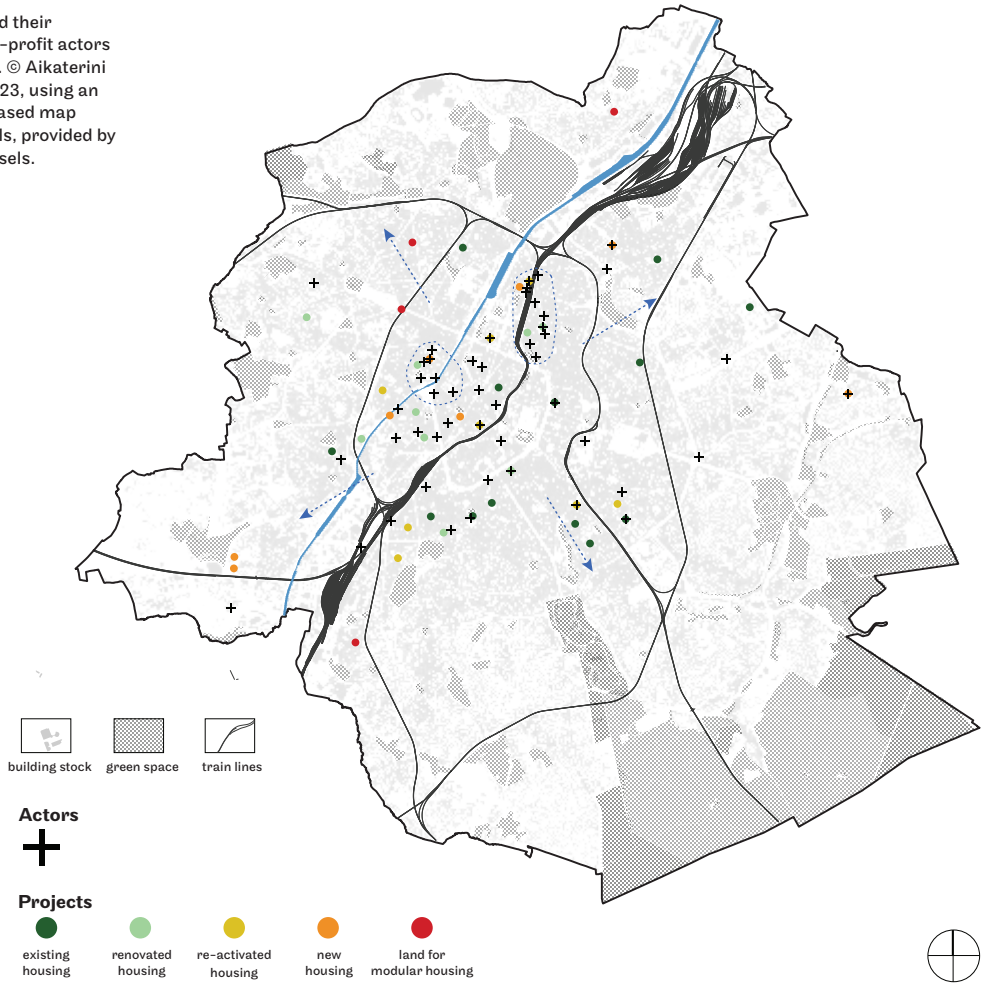 d their
-profit actors
. © Aikaterini
23, using an
ased map
ls, provided by
sels.
building stock
green space
train lines
Actors
Projects
existing
housing
renovated
housing
re-activated
housing
new
housing
land for
modular housing